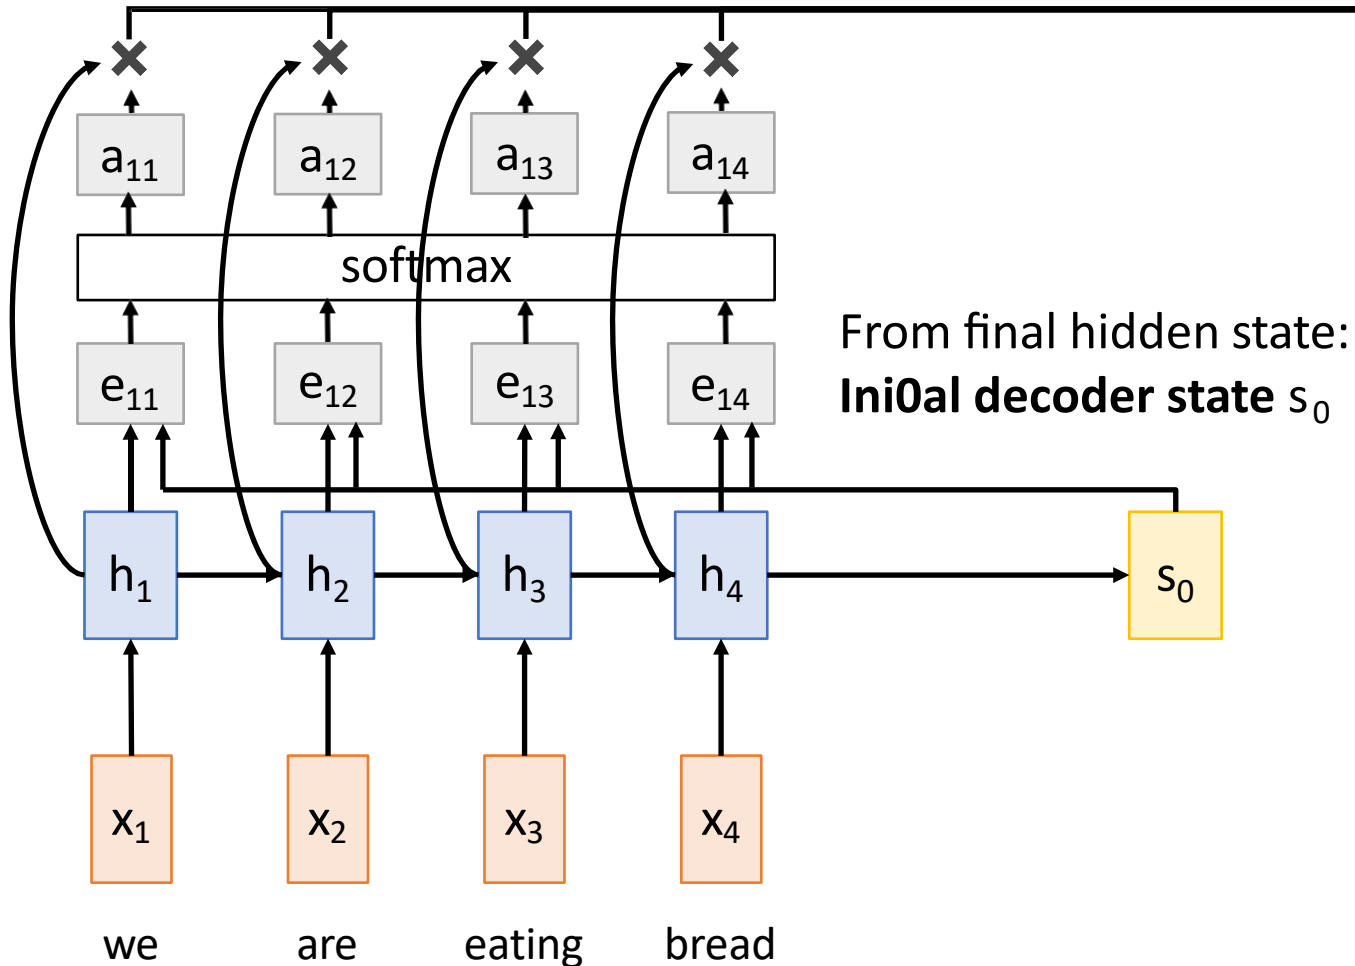 a₁₁ a₁₂ a₁₃ a₁₄
softmax
From final hidden state:
e₁₁ e₁₂ e₁₃ e₁₄
Ini0al decoder state s₀
h₁ h₂ h₃ h₄ s₀
x₁ x₂ x₃ x₄
we are eating bread